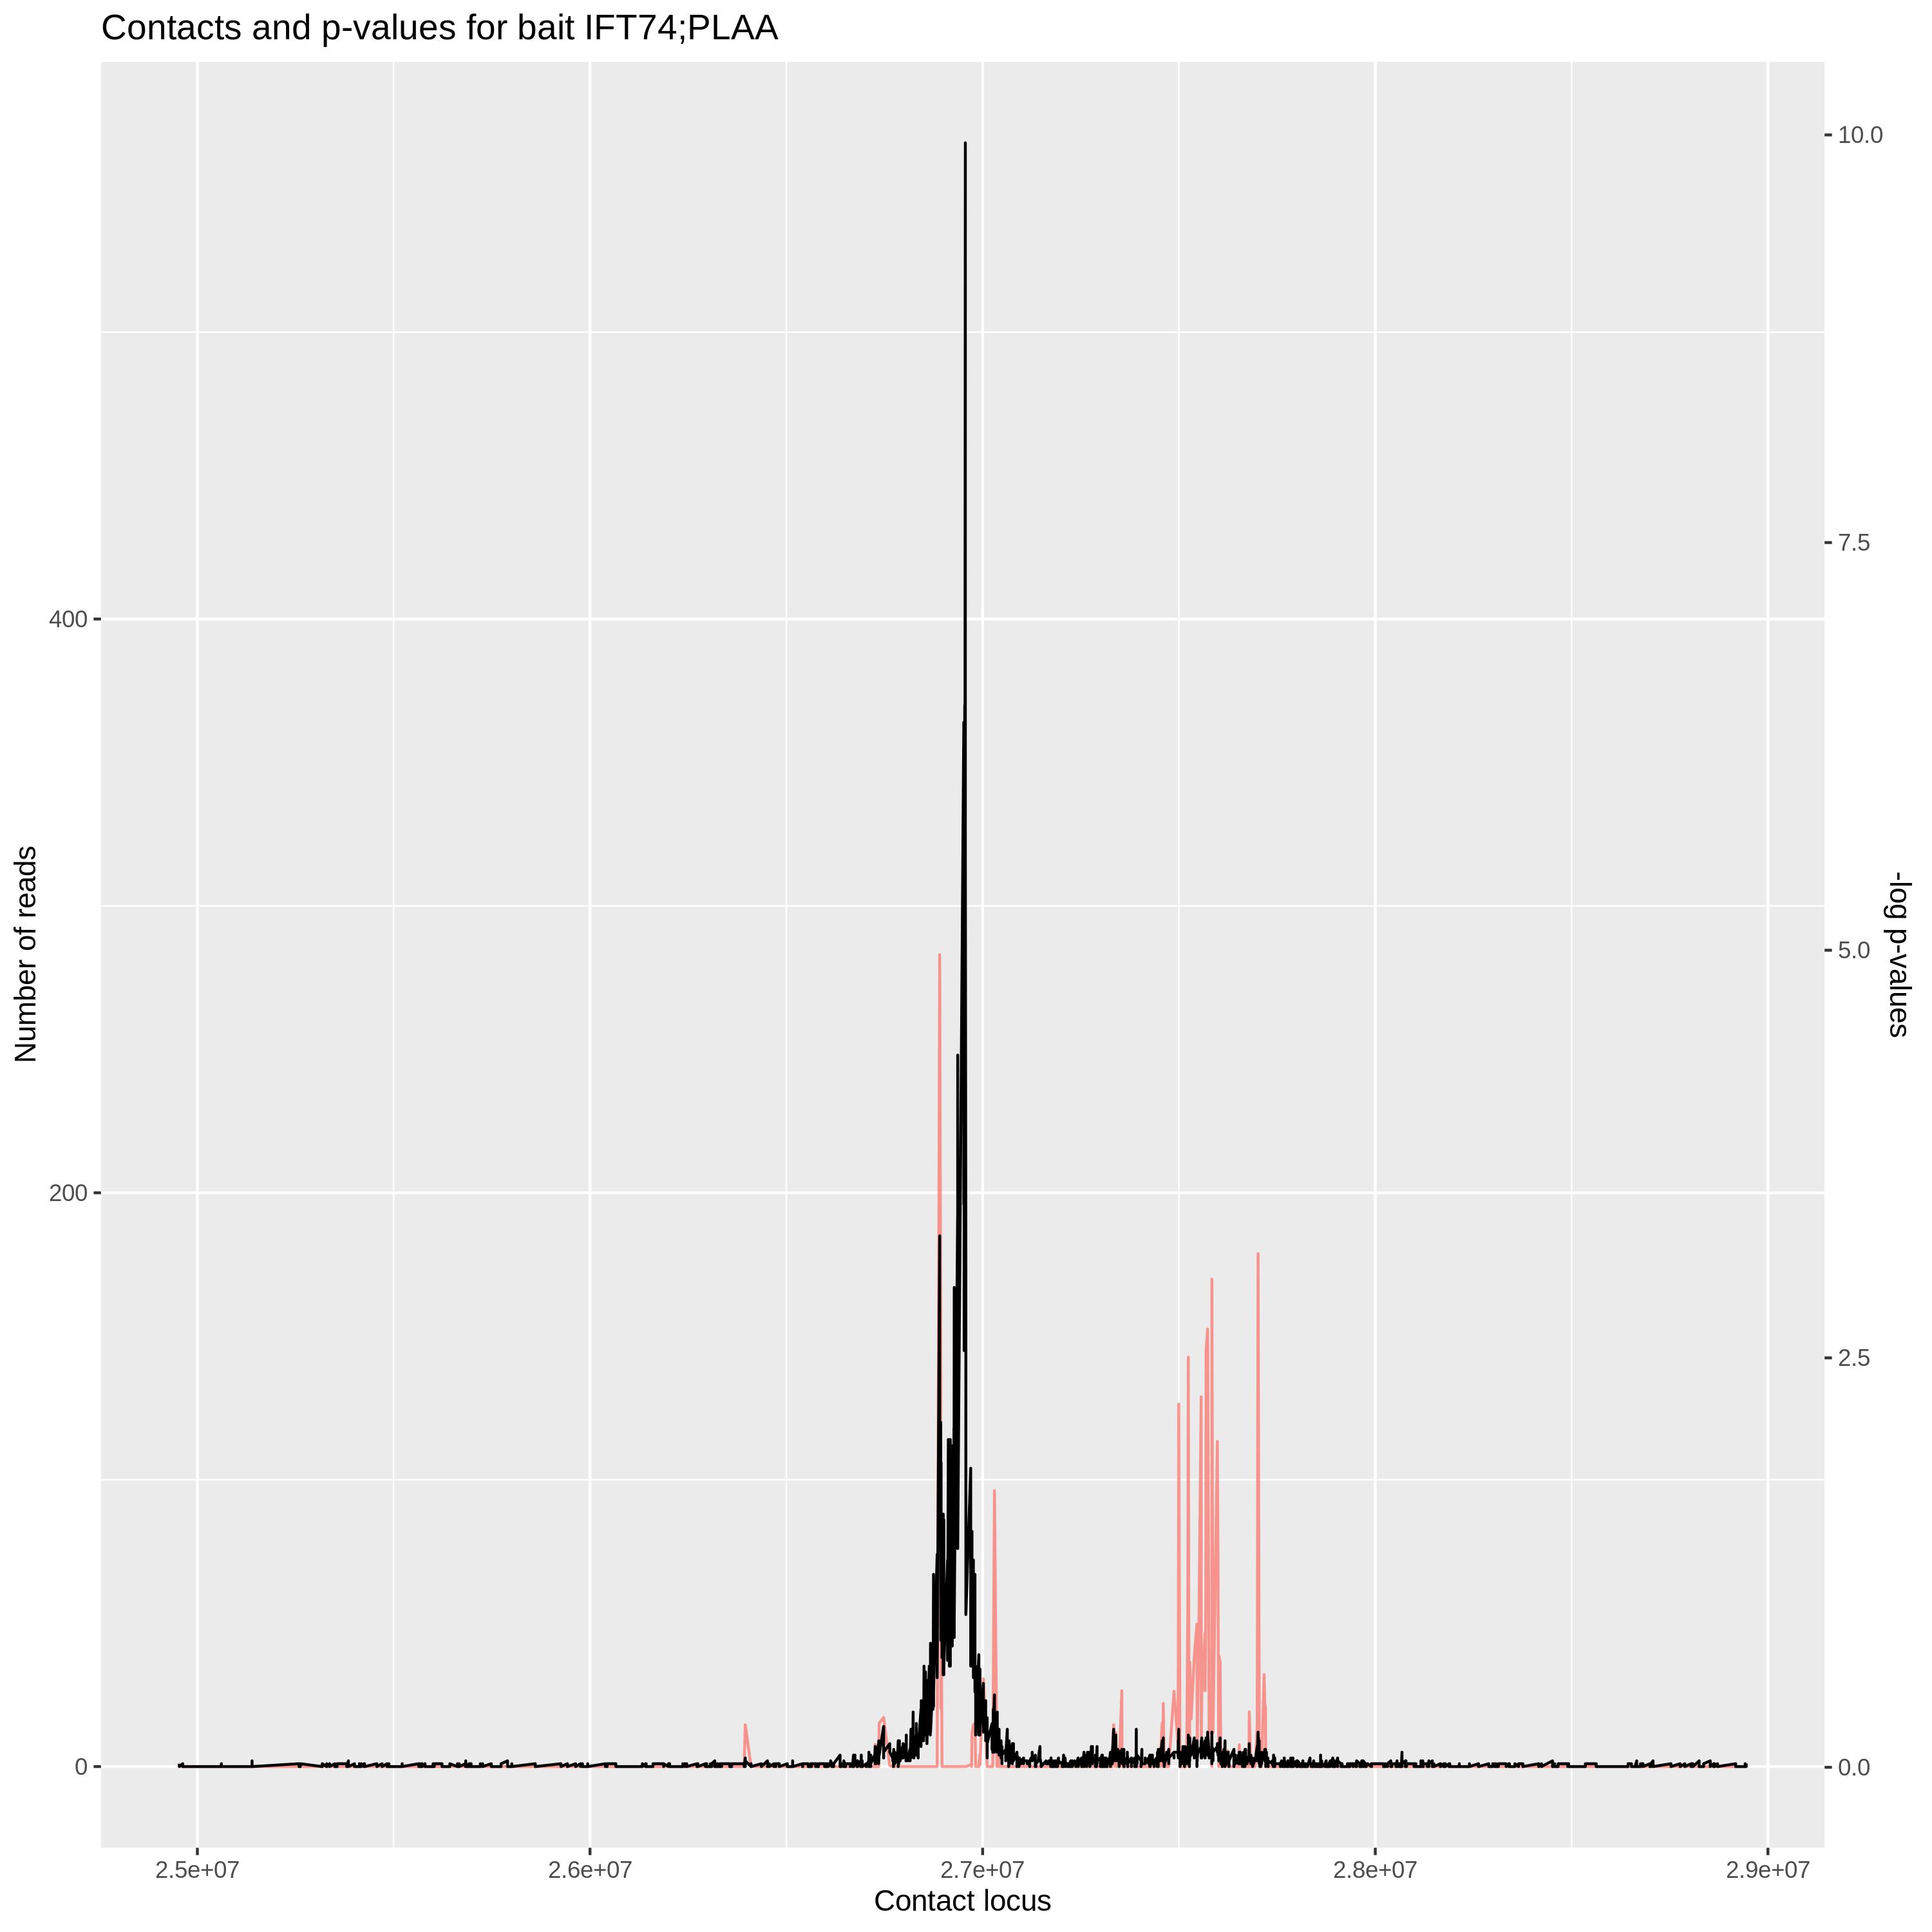 Contacts and p-values for bait IFT74;PLAA
Number of reads
400
200
0
10.0
7.5
5.0
2.5
0.0
-log p-values
2.5e+07 2.6e+07 2.7e+07 2.8e+07 2.9e+07
Contact locus